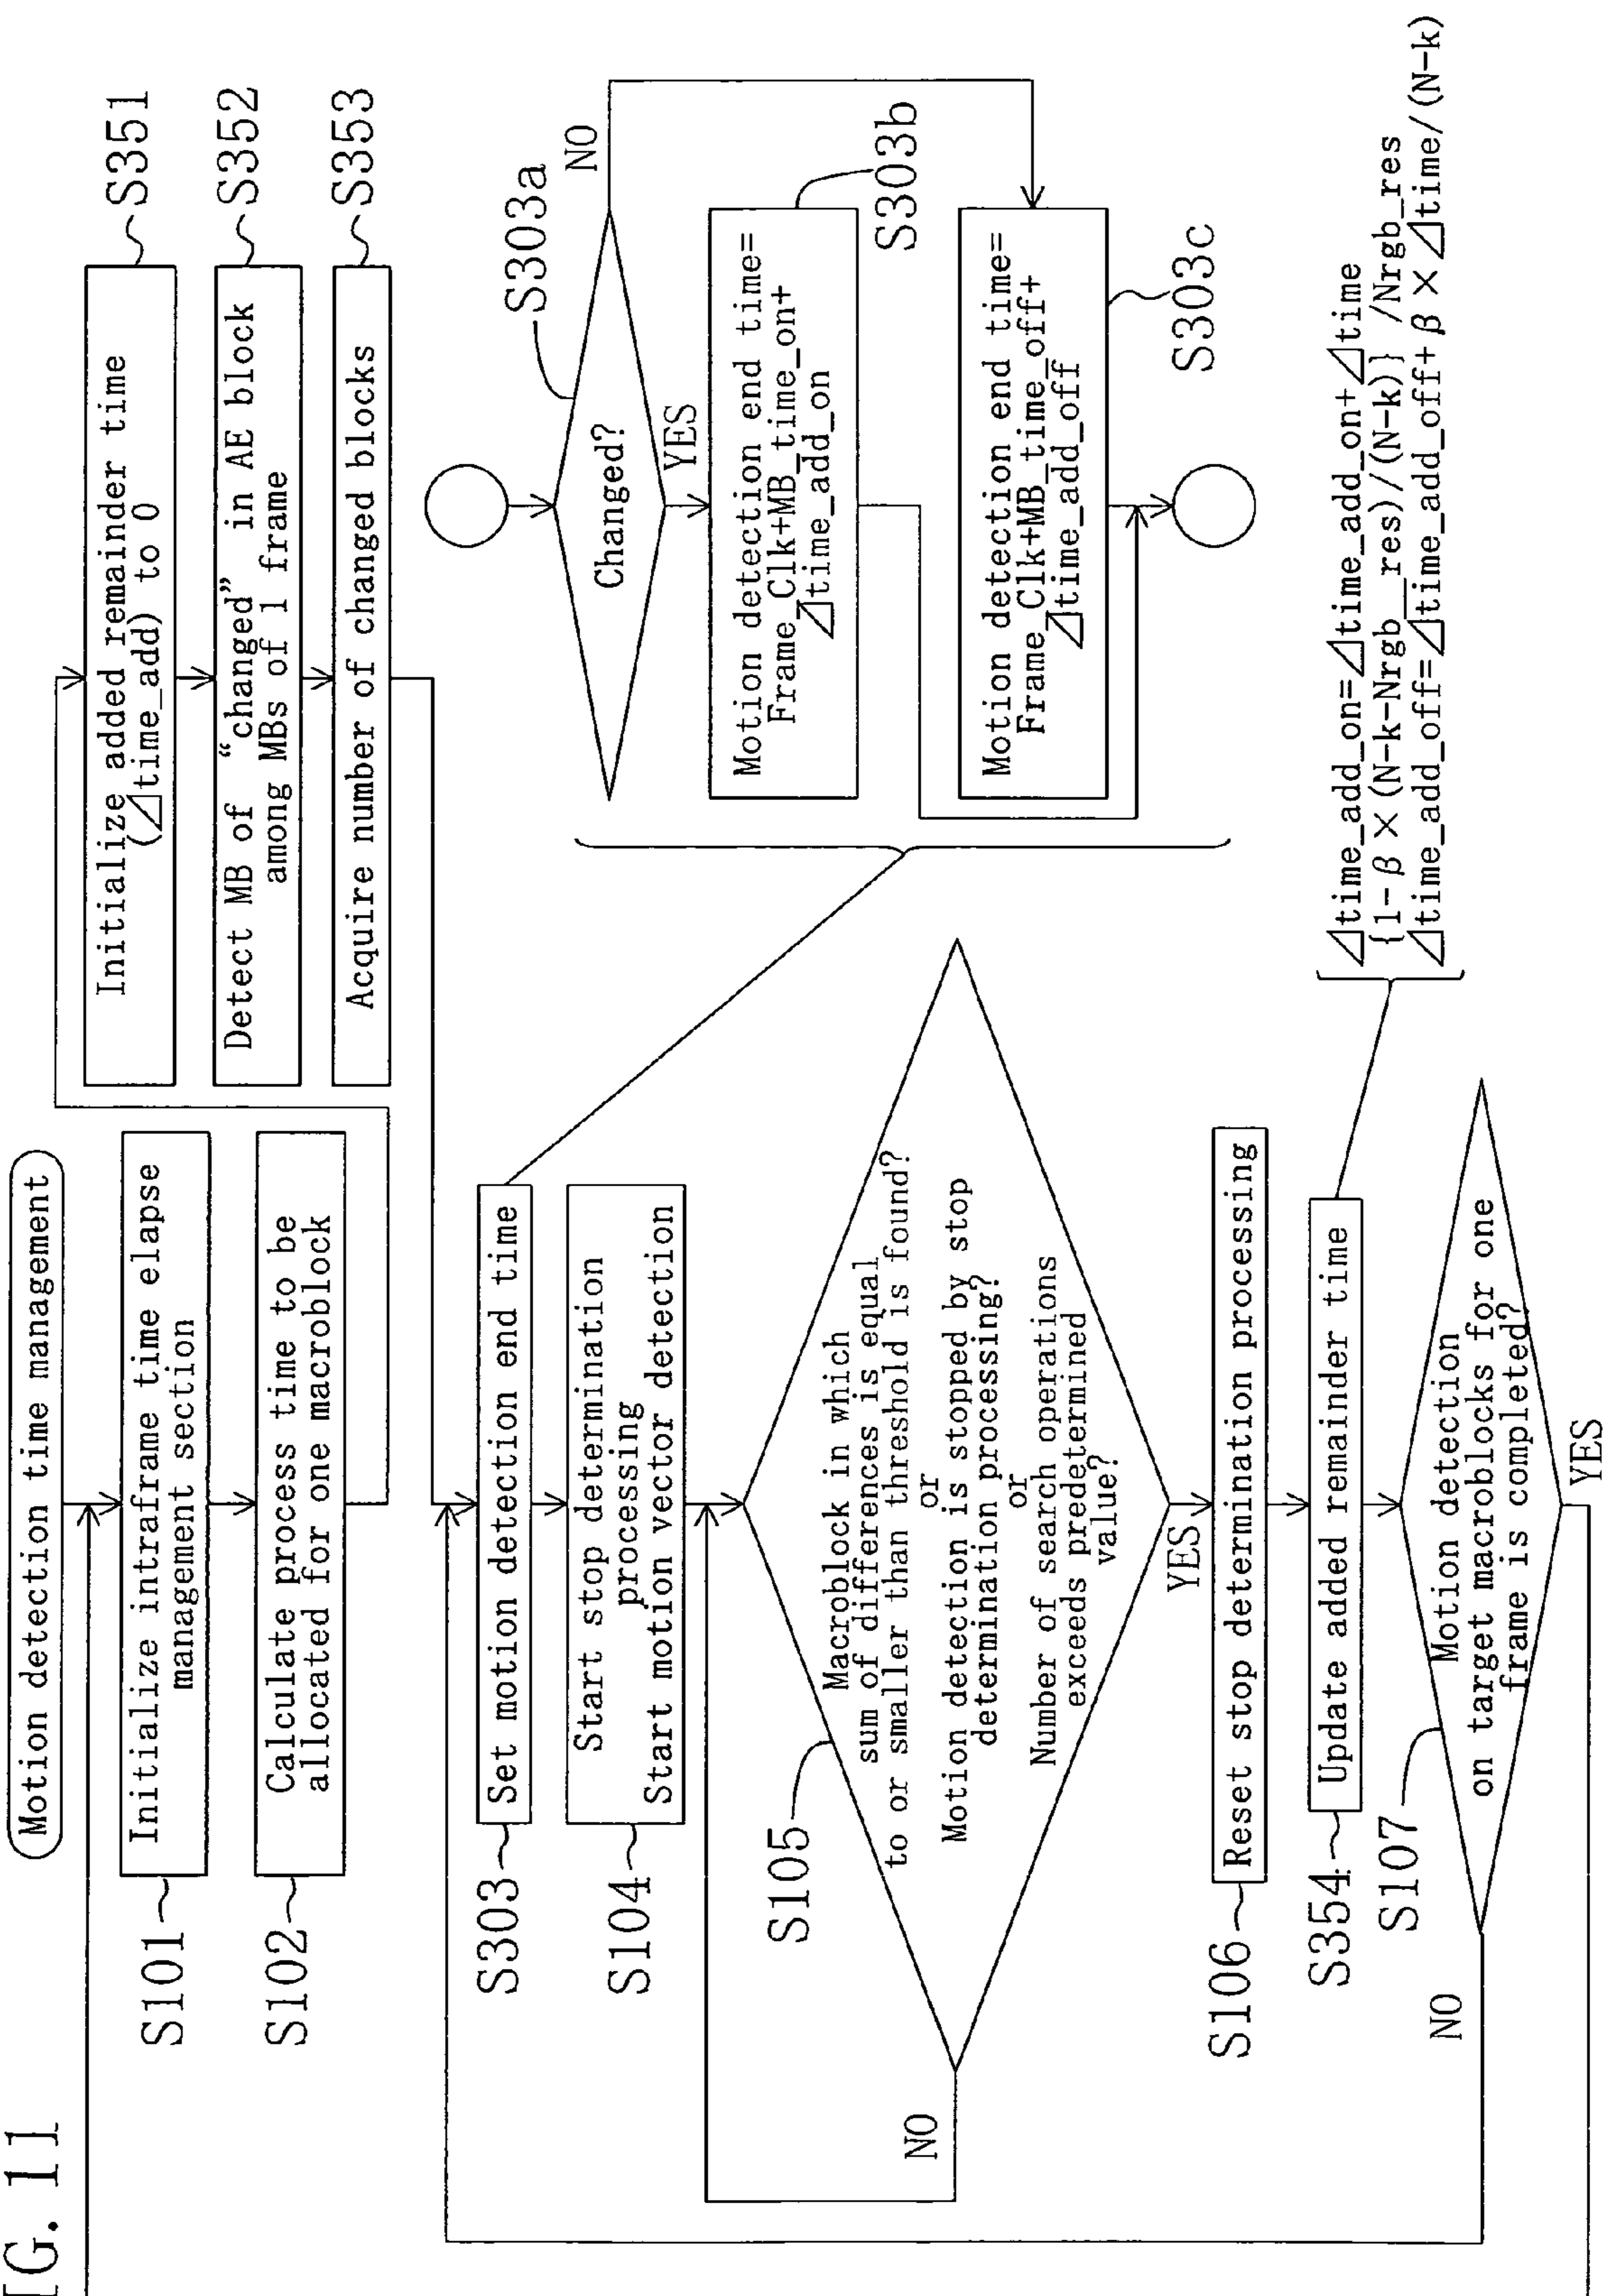 IG. 11
Motion detection time management
S101
Initialize intraframe time elapse
management section
S102
Calculate process time to be
allocated for one macroblock
Initialize added remainder time
(⊿time_add) to 0
S351
Detect MB of “changed” in AE block
among MBs of 1 frame
S352
Acquire number of changed blocks
S353
S303
Set motion detection end time
S104
Start stop determination
processing
Start motion vector detection
S105
Macroblock in which
sum of differences is equal
to or smaller than threshold is found?
or
Motion detection is stopped by stop
determination processing?
or
Number of search operations
exceeds predetermined
value?
NO
YES
S106
Reset stop determination processing
S354
Update added remainder time
S107
Motion detection
on target macroblocks for one
frame is completed?
NO
YES
S303a
Changed?
NO
YES
Motion detection end time=
Frame_Clk+MB_time_on+
⊿time_add_on
S303b
Motion detection end time=
Frame_Clk+MB_time_off+
⊿time_add_off
S303c
⊿time_add_on=⊿time_add_on+⊿time
{1-β×(N-k-Nrgb_res)/(N-k)}/Nrgb_res
⊿time_add_off=⊿time_add_off+β×⊿time/(N-k)